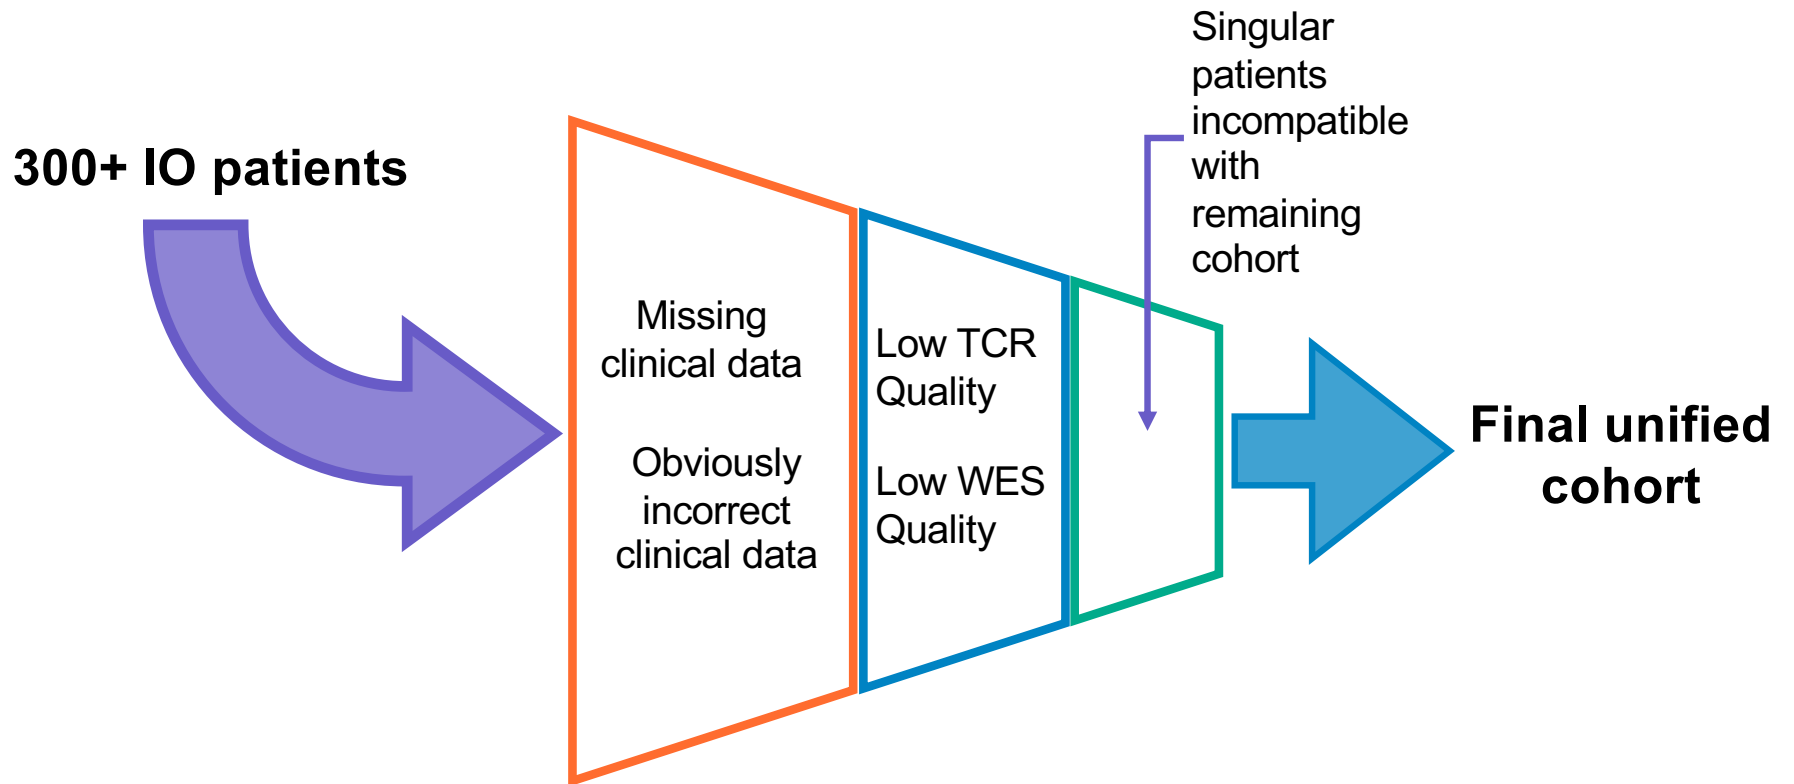 300+ IO patients
Missing
clinical data
Obviously
incorrect
clinical data
Low TCR
Quality
Low WES
Quality
Singular
patients
incompatible
with
remaining
cohort
Final unified
cohort